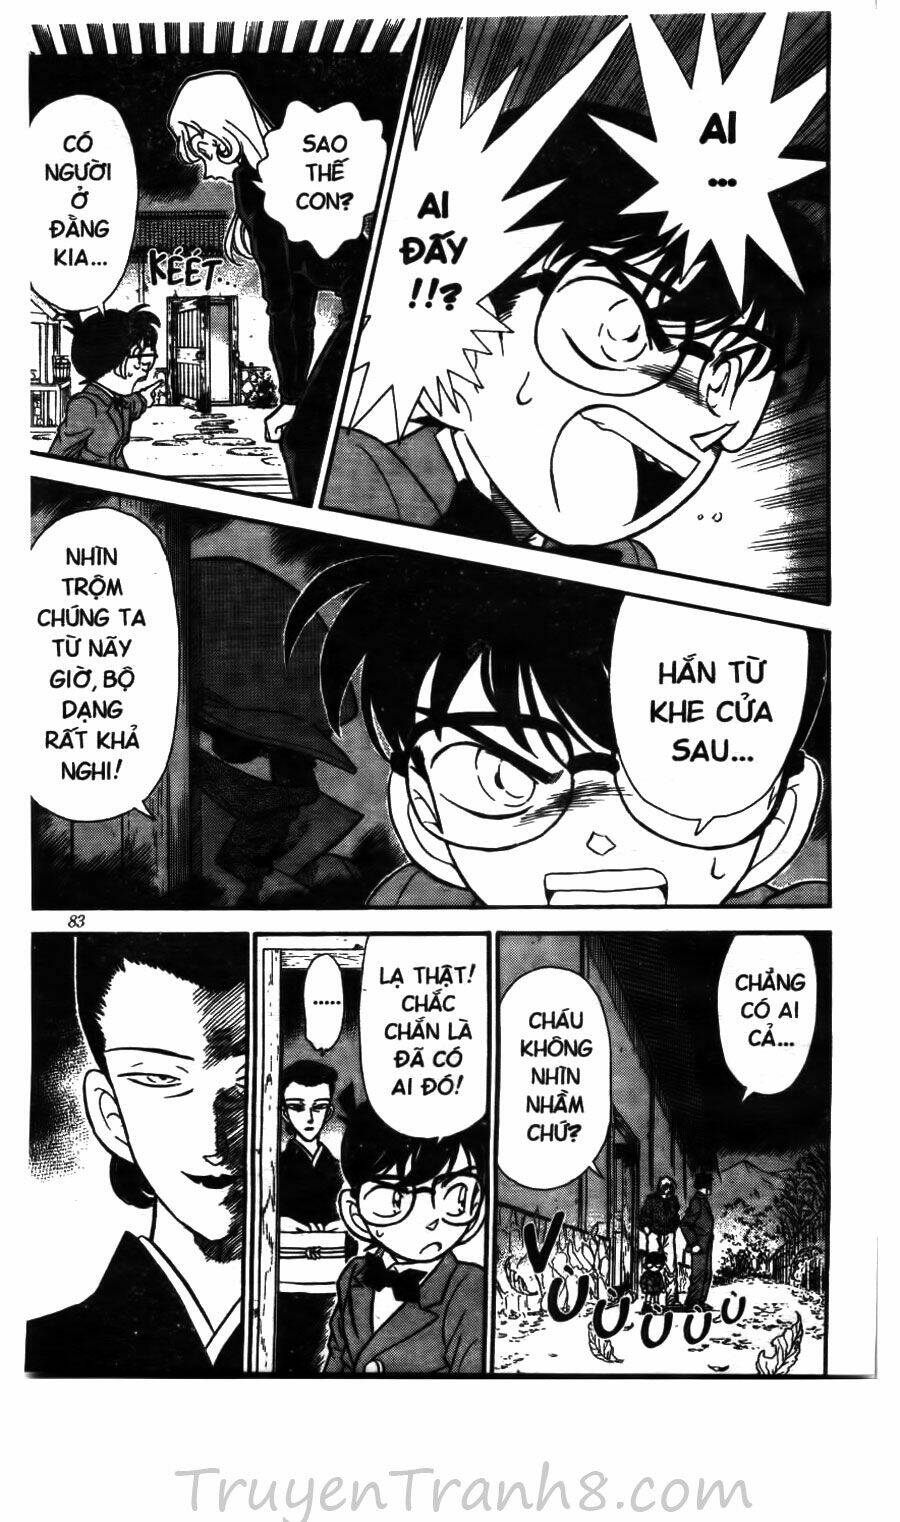 AI
...
AI
ĐẤY
!!?
SAO
THẾ
CON?
CÓ
NGƯỜI
Ở
ĐẰNG
KIA...
KÉÉT...
HẮN TỪ
KHE CỬA
SAU...
NHÌN
TRỘM
CHÚNG TA
TỪ NÃY
GIỜ, BỘ
DẠNG
RẤT KHẢ
NGHI!
83
CHẲNG
CÓ AI
CẢ...
CHÁU
KHÔNG
NHÌN
NHẦM
CHỨ?
LẠ THẬT!
CHẮC
CHẮN LÀ
ĐÃ CÓ
AI ĐÓ!
.....
TruyenTranh8.com